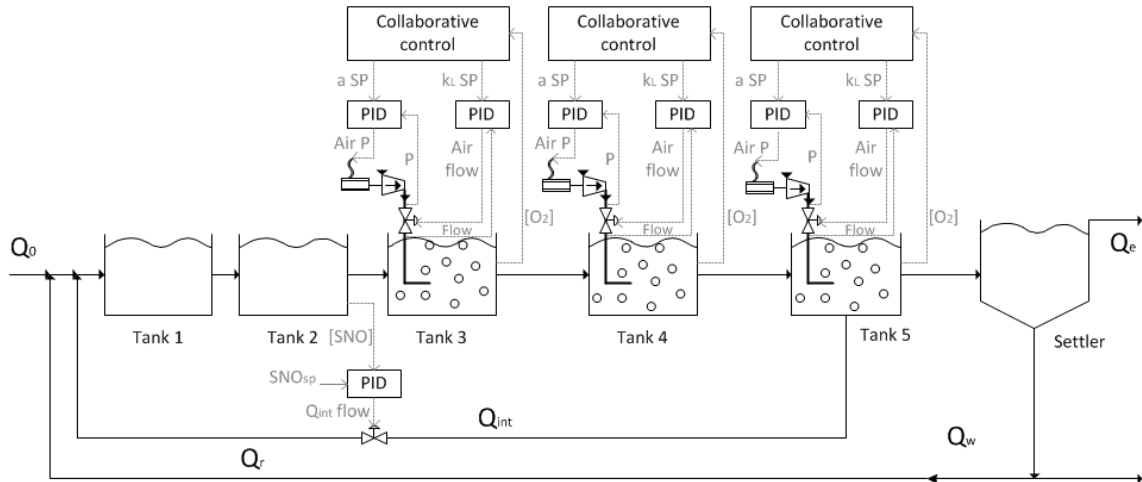 Collaborative control
Collaborative control
Collaborative control
a SP
kL SP
a SP
kL SP
a SP
kL SP
PID
PID
PID
PID
PID
PID
Air P
P
Air flow
Air P
P
Air flow
Air P
P
Air flow
[O2]
[O2]
[O2]
Flow
Flow
Flow
Q0
Qe
Tank 1
Tank 2
[SNO]
Tank 3
Tank 4
Tank 5
Settler
SNOsp
PID
Qint flow
Qint
Qw
Qr